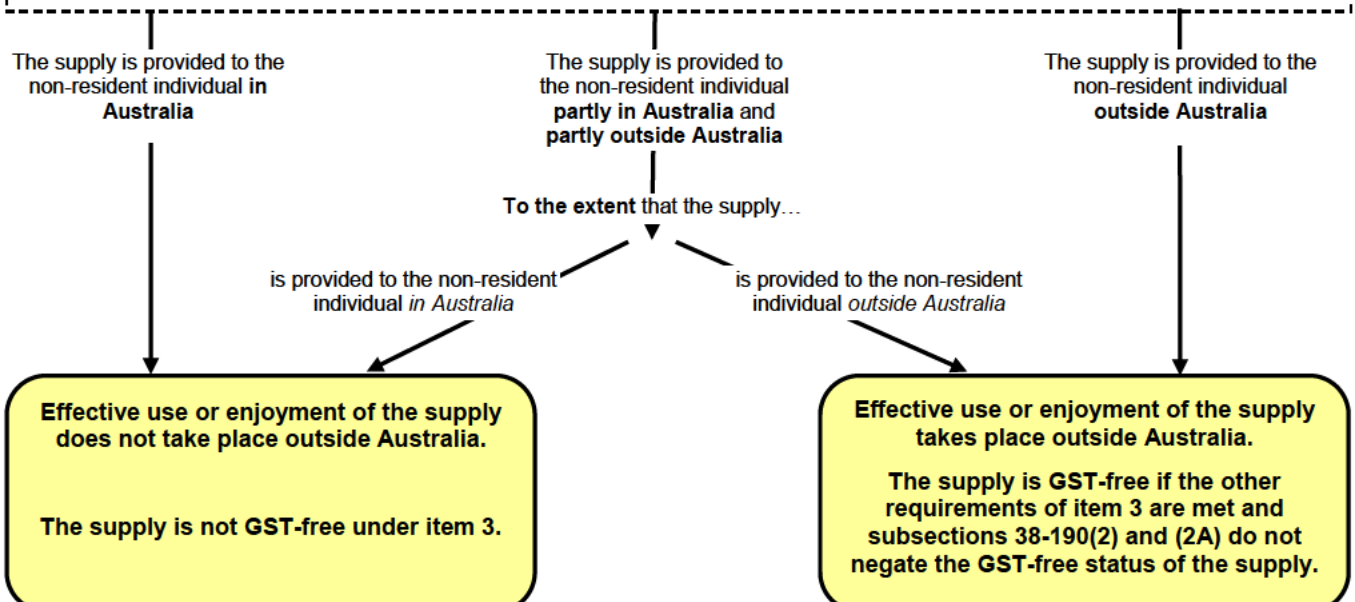 The supply is provided to the
non-resident individual in
Australia
The supply is provided to
the non-resident individual
partly in Australia and
partly outside Australia
The supply is provided to the
non-resident individual
outside Australia
To the extent that the supply…
is provided to the non-resident
individual in Australia
is provided to the non-resident
individual outside Australia
Effective use or enjoyment of the supply
does not take place outside Australia.
The supply is not GST-free under item 3.
Effective use or enjoyment of the supply
takes place outside Australia.
The supply is GST-free if the other
requirements of item 3 are met and
subsections 38-190(2) and (2A) do not
negate the GST-free status of the supply.